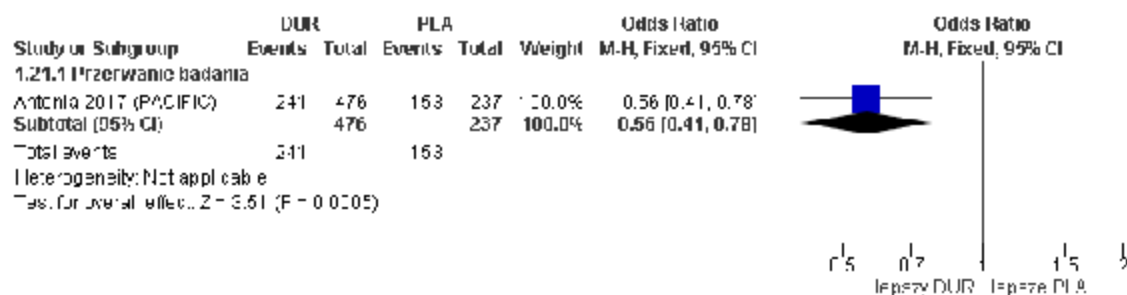 DUR PLA Odds Ratio Odds Ratio
Study or Subgroup Events Total Events Total Weight M-H, Fixed, 95% CI M-H, Fixed, 95% CI
1.21.1 Przerwanie badania
Antonia 2017 (PACIFIC) 241 476 153 237 100.0% 0.56 [0.41, 0.78]
Subtotal (95% CI) 476 237 100.0% 0.56 [0.41, 0.78]
Total events 241 153
Heterogeneity: Not applicable
Test for overall effect: Z = 3.51 (P = 0.0005)
0.5 0.7 1 1.5 2
lepszy DUR lepsze PLA